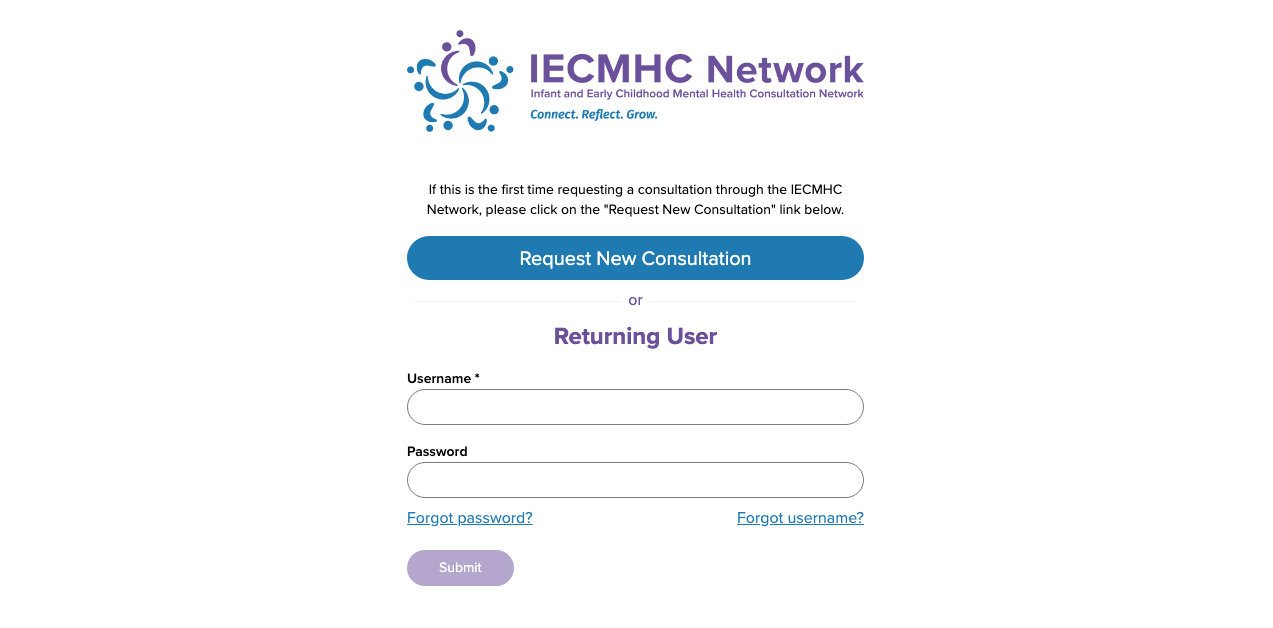 IECMHC Network
Infant and Early Childhood Mental Health Consultation Network
Connect. Reflect. Grow.
If this is the first time requesting a consultation through the IECMHC
Network, please click on the "Request New Consultation" link below.
Request New Consultation
or
Returning User
Username *
Password
Forgot password? Forgot username?
Submit